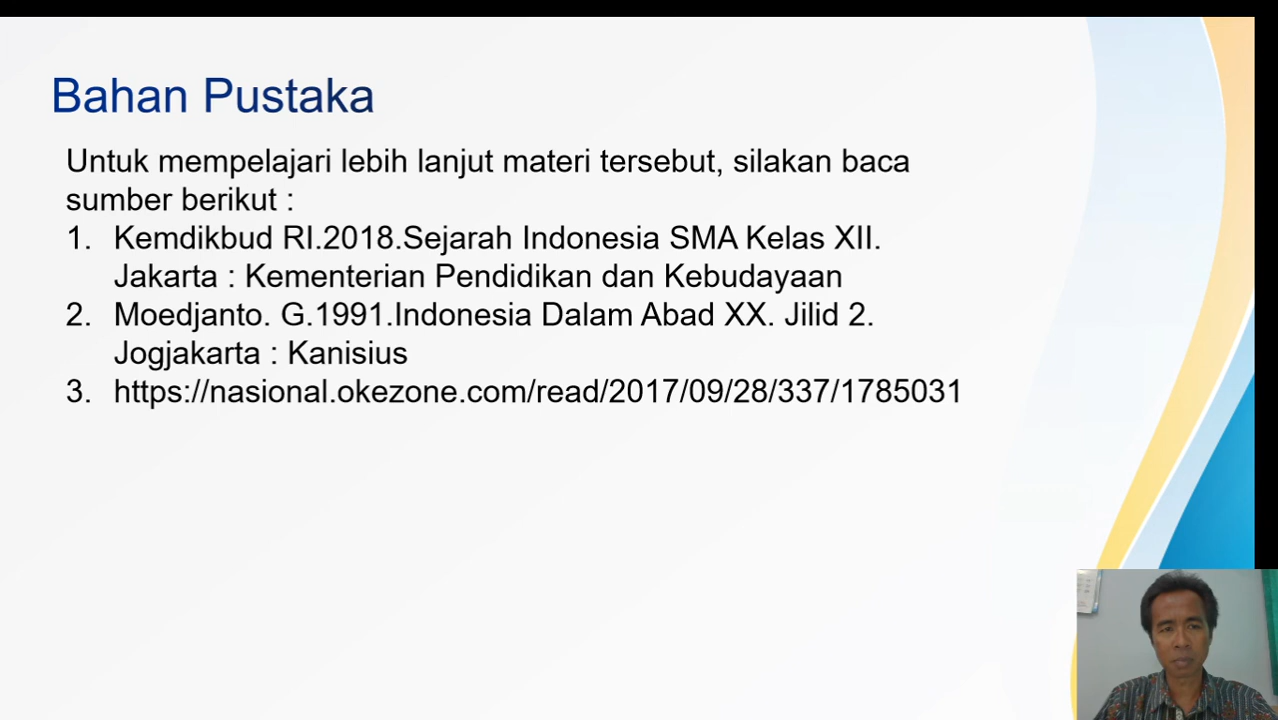 Bahan Pustaka
Untuk mempelajari lebih lanjut materi tersebut, silakan baca
sumber berikut :
1. Kemdikbud RI.2018.Sejarah Indonesia SMA Kelas XII.
Jakarta : Kementerian Pendidikan dan Kebudayaan
2. Moedjanto. G.1991.Indonesia Dalam Abad XX. Jilid 2.
Jogjakarta : Kanisius
3. https://nasional.okezone.com/read/2017/09/28/337/1785031